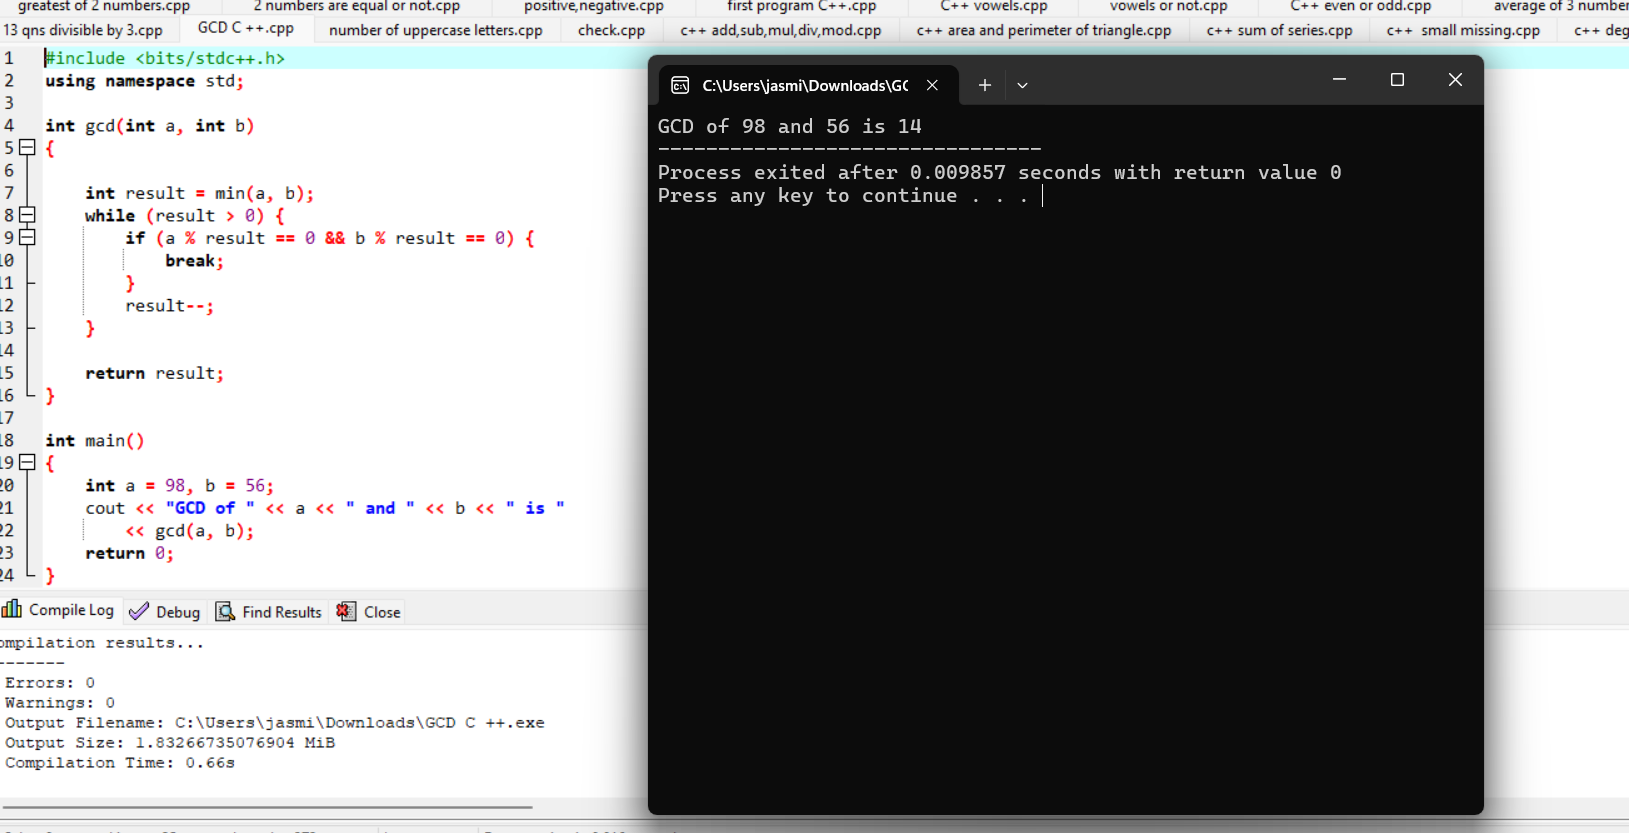 greatest of 2 numbers.cpp 2 numbers are equal or not.cpp positive,negative.cpp first program C++.cpp C++ vowels.cpp vowels or not.cpp C++ even or odd.cpp average of 3 number
13 qns divisible by 3.cpp GCD C ++.cpp number of uppercase letters.cpp check.cpp c++ add,sub,mul,div,mod.cpp c++ area and perimeter of triangle.cpp c++ sum of series.cpp c++ small missing.cpp c++ deg
1 #include <bits/stdc++.h>
2 using namespace std;
3
4 int gcd(int a, int b)
5 {
6
7 int result = min(a, b);
8 while (result > 0) {
9 if (a % result == 0 && b % result == 0) {
10 break;
11 }
12 result--;
13 }
14
15 return result;
16 }
17
18 int main()
19 {
20 int a = 98, b = 56;
21 cout << "GCD of " << a << " and " << b << " is "
22 << gcd(a, b);
23 return 0;
24 }
C:\Users\jasmi\Downloads\GC
GCD of 98 and 56 is 14
--------------------------------
Process exited after 0.009857 seconds with return value 0
Press any key to continue . . .
Compile Log Debug Find Results Close
ompilation results...
-------
Errors: 0
Warnings: 0
Output Filename: C:\Users\jasmi\Downloads\GCD C ++.exe
Output Size: 1.83266735076904 MiB
Compilation Time: 0.66s